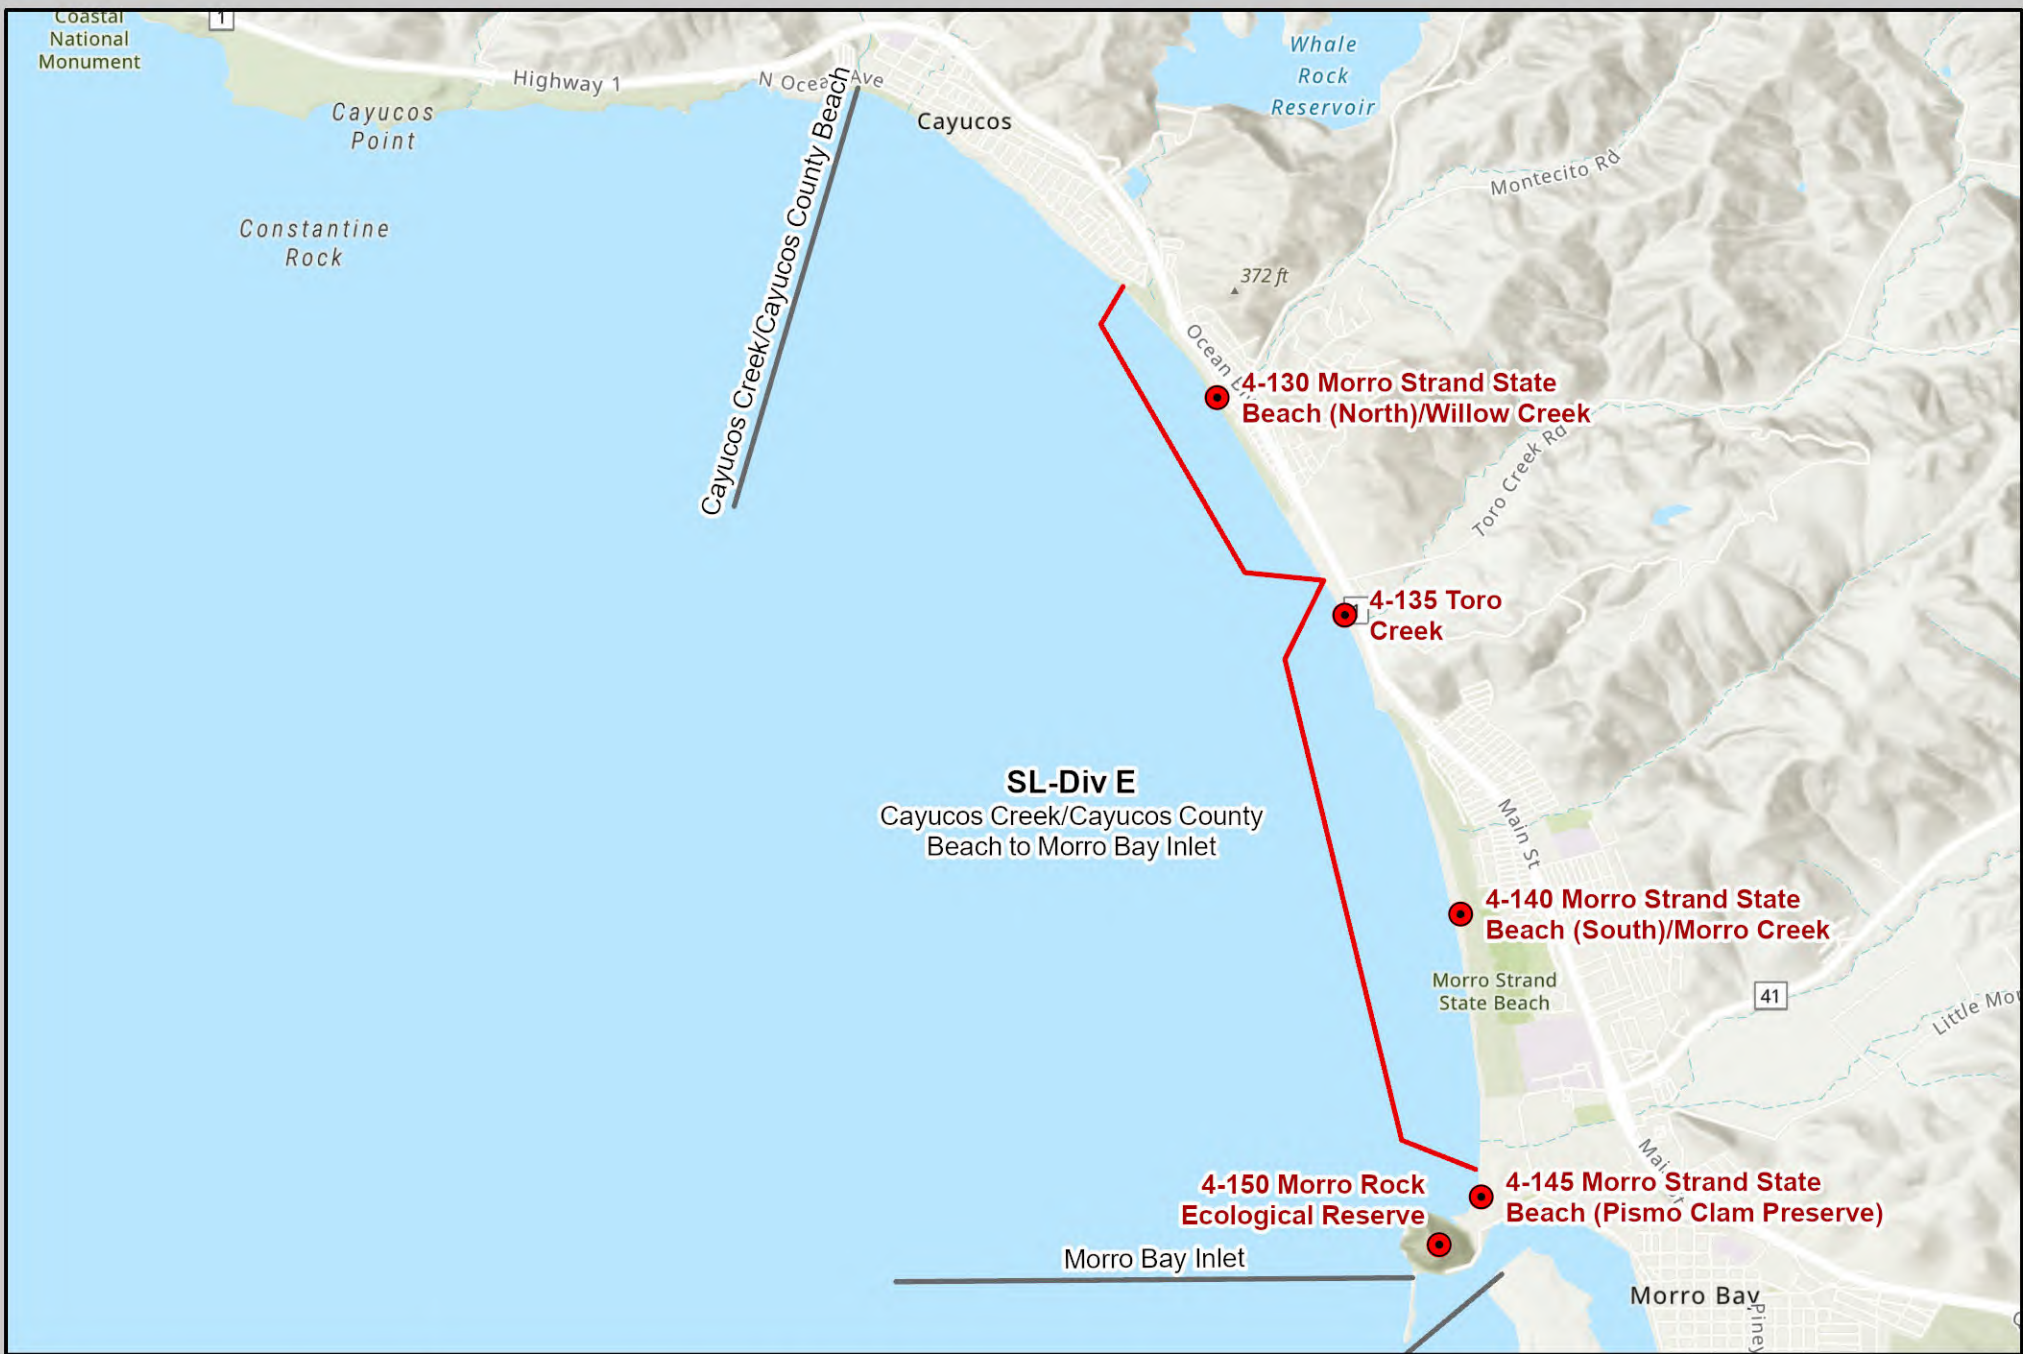 Coastal
National
Monument
1
Highway 1
N Ocean Ave
Cayucos
Point
Cayucos
Whale
Rock
Reservoir
Constantine
Rock
Cayucos Creek/Cayucos County Beach
Montecito Rd
372 ft
Ocean
4-130 Morro Strand State
Beach (North)/Willow Creek
Toro Creek Rd
4-135 Toro
Creek
SL-Div E
Cayucos Creek/Cayucos County
Beach to Morro Bay Inlet
Main St
4-140 Morro Strand State
Beach (South)/Morro Creek
Morro Strand
State Beach
41
Little
4-150 Morro Rock
Ecological Reserve
4-145 Morro Strand State
Beach (Pismo Clam Preserve)
Morro Bay Inlet
Morro Bay
Piney